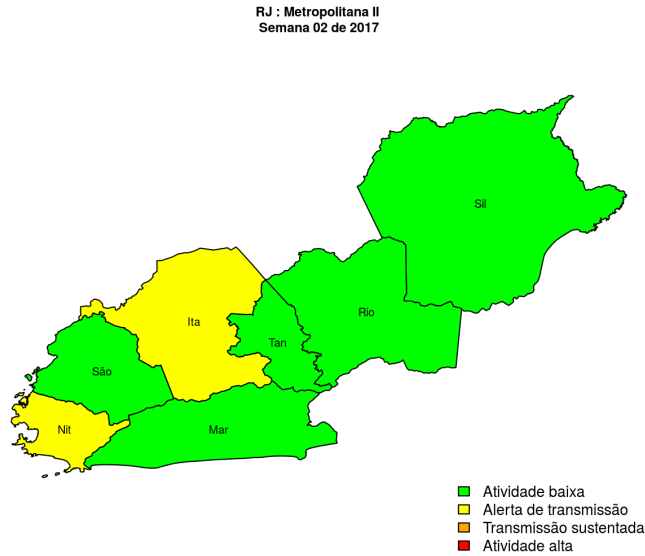 RJ : Metropolitana II
Semana 02 de 2017
Sil
Rio
Ita
Tan
São
Nit
Mar
Atividade baixa
Alerta de transmissão
Transmissão sustentada
Atividade alta